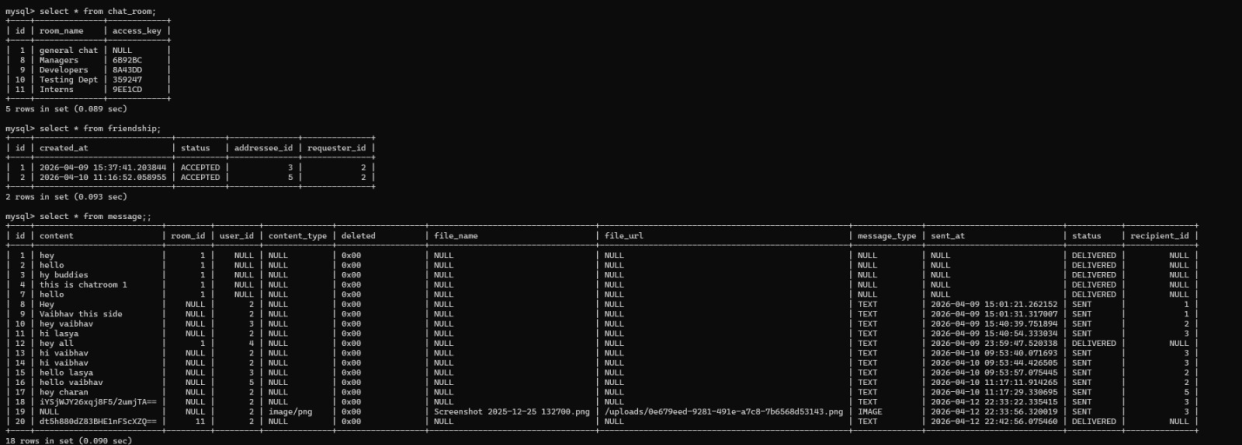 mysql> select * from chat_room;
+----+--------------+------------+
| id | room_name    | access_key |
+----+--------------+------------+
|  1 | general chat | NULL       |
|  8 | Managers     | 6B92BC     |
|  9 | Developers   | 8A43DD     |
| 10 | Testing Dept | 359247     |
| 11 | Interns      | 9EE1CD     |
+----+--------------+------------+
5 rows in set (0.089 sec)
mysql> select * from friendship;
+----+----------------------------+----------+--------------+--------------+
| id | created_at                 | status   | addressee_id | requester_id |
+----+----------------------------+----------+--------------+--------------+
|  1 | 2026-04-09 15:37:41.203844 | ACCEPTED |            3 |            2 |
|  2 | 2026-04-10 11:16:52.058955 | ACCEPTED |            5 |            2 |
+----+----------------------------+----------+--------------+--------------+
2 rows in set (0.093 sec)
mysql> select * from message;;
| id | content | room_id | user_id | content_type | deleted | file_name | file_url | message_type | sent_at | status | recipient_id |
| 1 | hey | 1 | NULL | NULL | 0x00 | NULL | NULL | NULL | NULL | DELIVERED | NULL |
| 2 | hello | 1 | NULL | NULL | 0x00 | NULL | NULL | NULL | NULL | DELIVERED | NULL |
| 3 | hy buddies | 1 | NULL | NULL | 0x00 | NULL | NULL | NULL | NULL | DELIVERED | NULL |
| 4 | this is chatroom 1 | 1 | NULL | NULL | 0x00 | NULL | NULL | NULL | NULL | DELIVERED | NULL |
| 7 | hello | 1 | NULL | NULL | 0x00 | NULL | NULL | NULL | NULL | DELIVERED | NULL |
| 8 | Hey | NULL | 2 | NULL | 0x00 | NULL | NULL | TEXT | 2026-04-09 15:01:21.262152 | SENT | 1 |
| 9 | Vaibhav this side | NULL | 2 | NULL | 0x00 | NULL | NULL | TEXT | 2026-04-09 15:01:31.317007 | SENT | 1 |
| 10 | hey vaibhav | NULL | 3 | NULL | 0x00 | NULL | NULL | TEXT | 2026-04-09 15:40:39.751894 | SENT | 2 |
| 11 | hi lasya | NULL | 2 | NULL | 0x00 | NULL | NULL | TEXT | 2026-04-09 15:40:54.333034 | SENT | 3 |
| 12 | hey all | 1 | 4 | NULL | 0x00 | NULL | NULL | TEXT | 2026-04-09 23:59:47.520338 | DELIVERED | NULL |
| 13 | hi vaibhav | NULL | 2 | NULL | 0x00 | NULL | NULL | TEXT | 2026-04-10 09:53:40.071693 | SENT | 3 |
| 14 | hi vaibhav | NULL | 2 | NULL | 0x00 | NULL | NULL | TEXT | 2026-04-10 09:53:44.426505 | SENT | 3 |
| 15 | hello lasya | NULL | 3 | NULL | 0x00 | NULL | NULL | TEXT | 2026-04-10 09:53:57.075445 | SENT | 2 |
| 16 | hello vaibhav | NULL | 5 | NULL | 0x00 | NULL | NULL | TEXT | 2026-04-10 11:17:11.914265 | SENT | 2 |
| 17 | hey charan | NULL | 2 | NULL | 0x00 | NULL | NULL | TEXT | 2026-04-10 11:17:29.330695 | SENT | 5 |
| 18 | iYSjWJY26xqj8F5/2umjTA== | NULL | 2 | NULL | 0x00 | NULL | NULL | TEXT | 2026-04-12 22:33:22.335415 | SENT | 3 |
| 19 | NULL | NULL | 2 | image/png | 0x00 | Screenshot 2025-12-25 132700.png | /uploads/0e679eed-9281-491e-a7c8-7b6568d53143.png | IMAGE | 2026-04-12 22:33:56.320019 | SENT | 3 |
| 20 | dt5h880dZ83BHE1nFScXZQ== | 11 | 2 | NULL | 0x00 | NULL | NULL | TEXT | 2026-04-12 22:42:56.075460 | DELIVERED | NULL |
18 rows in set (0.090 sec)